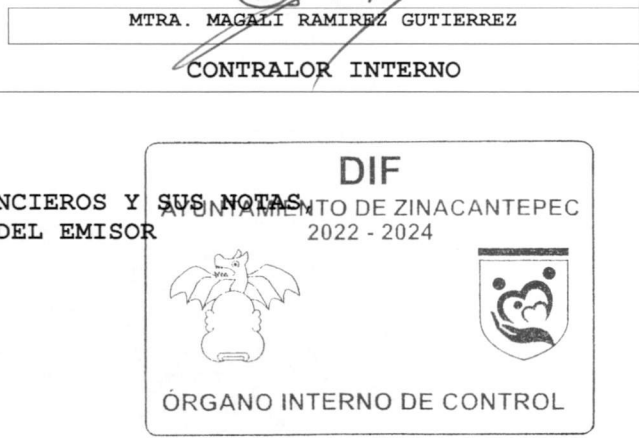 MTRA. MAGALI RAMIREZ GUTIERREZ
CONTRALOR INTERNO
DIF
NCIEROS Y SUS NOTAS,
AYUNTAMIENTO DE ZINACANTEPEC
DEL EMISOR
2022 - 2024
ÓRGANO INTERNO DE CONTROL